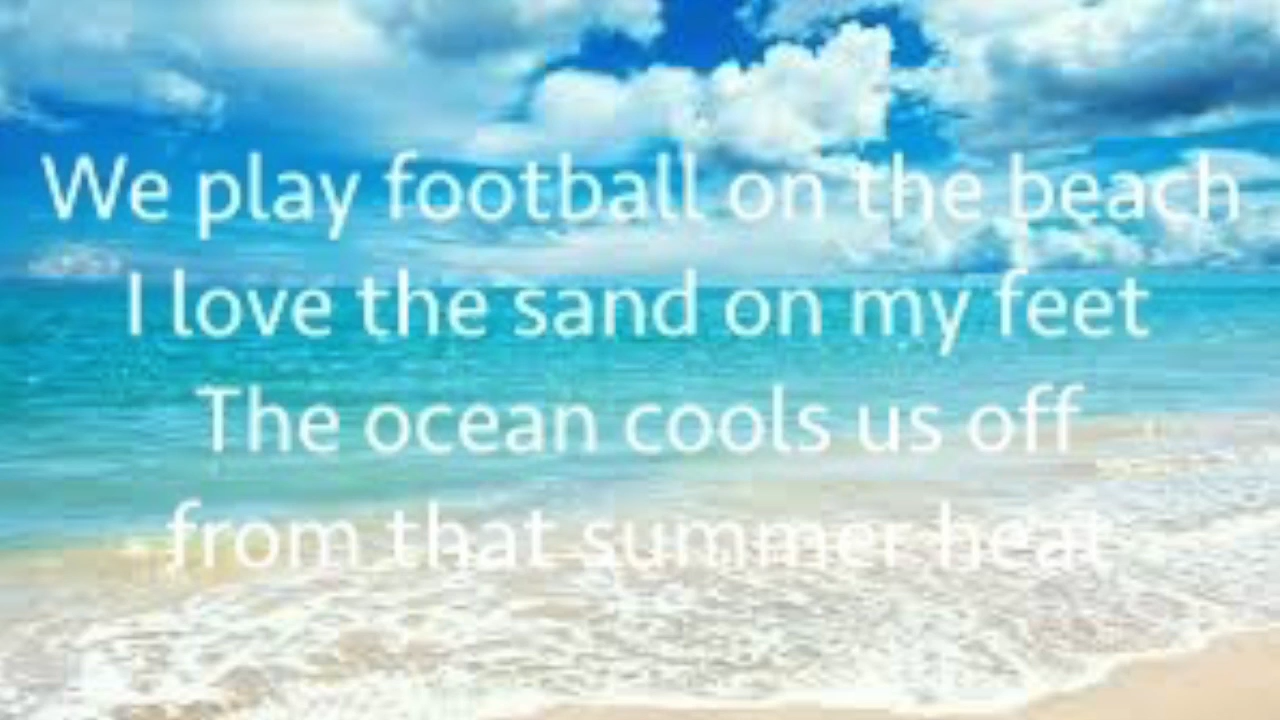 We play football on the beach
I love the sand on my feet
The ocean cools us off
from that summer heat